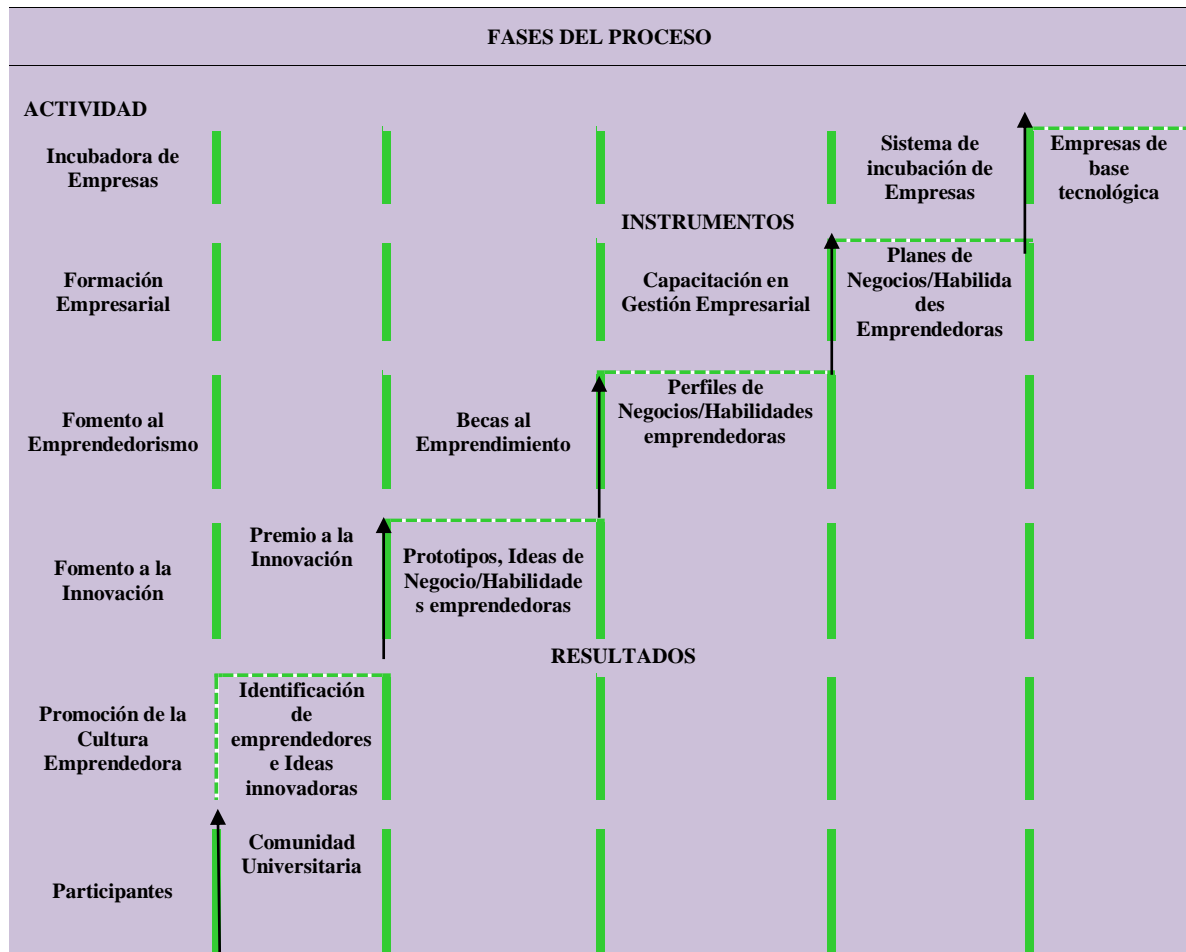 FASES DEL PROCESO
ACTIVIDAD
Incubadora de
Empresas
Sistema de
incubación de
Empresas
Empresas de
base
tecnológica
INSTRUMENTOS
Formación
Empresarial
Capacitación en
Gestión Empresarial
Planes de
Negocios/Habilida
des
Emprendedoras
Fomento al
Emprendedorismo
Becas al
Emprendimiento
Perfiles de
Negocios/Habilidades
emprendedoras
Fomento a la
Innovación
Premio a la
Innovación
Prototipos, Ideas de
Negocio/Habilidade
s emprendedoras
RESULTADOS
Promoción de la
Cultura
Emprendedora
Identificación
de
emprendedores
e Ideas
innovadoras
Participantes
Comunidad
Universitaria